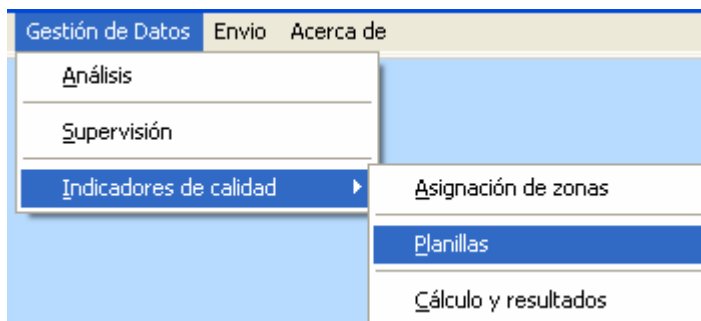 Gestión de Datos Envio Acerca de
Análisis
Supervisión
Indicadores de calidad
Asignación de zonas
Planillas
Cálculo y resultados